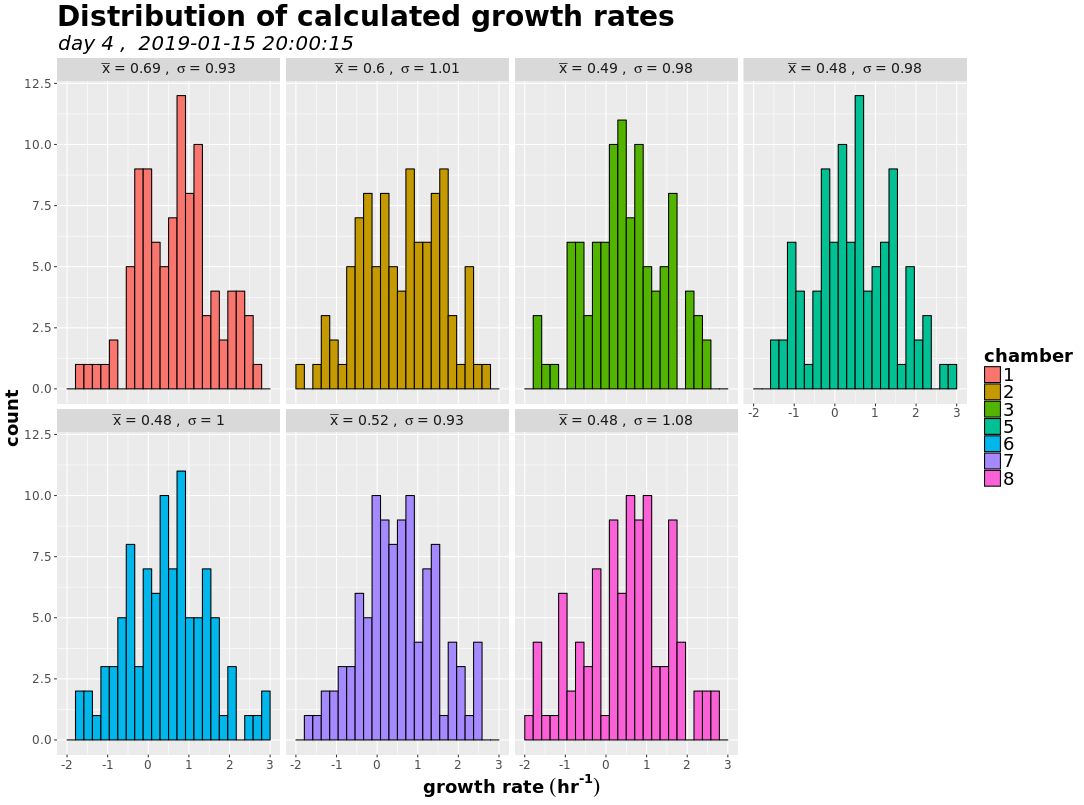 Distribution of calculated growth rates
day 4 ,  2019-01-15 20:00:15
x̅ = 0.69 ,  σ = 0.93
x̅ = 0.6 ,  σ = 1.01
x̅ = 0.49 ,  σ = 0.98
x̅ = 0.48 ,  σ = 0.98
12.5
10.0
7.5
5.0
2.5
0.0
-2 -1 0 1 2 3
x̅ = 0.48 ,  σ = 1
x̅ = 0.52 ,  σ = 0.93
x̅ = 0.48 ,  σ = 1.08
12.5
10.0
7.5
5.0
2.5
0.0
-2 -1 0 1 2 3
-2 -1 0 1 2 3
-2 -1 0 1 2 3
count
growth rate (hr⁻¹)
chamber
1
2
3
5
6
7
8